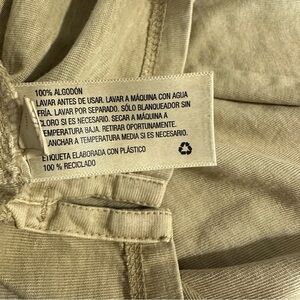 100% ALGODÓN
LAVAR ANTES DE USAR. LAVAR A MÁQUINA CON AGUA
FRÍA. LAVAR POR SEPARADO. SÓLO BLANQUEADOR SIN
CLORO SI ES NECESARIO. SECAR A MÁQUINA A
TEMPERATURA BAJA. RETIRAR OPORTUNAMENTE.
PLANCHAR A TEMPERATURA MEDIA SI ES NECESARIO.
ETIQUETA ELABORADA CON PLÁSTICO
100 % RECICLADO